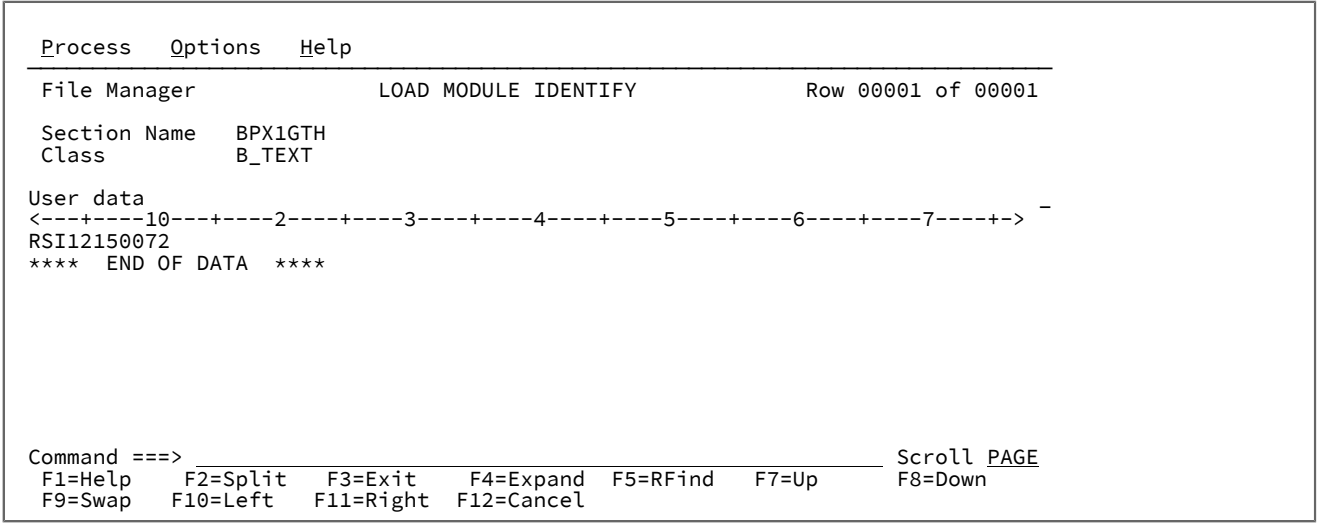 Process   Options   Help
File Manager              LOAD MODULE IDENTIFY             Row 00001 of 00001
Section Name   BPX1GTH
Class          B_TEXT
User data
<---+----10---+----2----+----3----+----4----+----5----+----6----+----7----+->
RSI12150072
****  END OF DATA  ****
Command ===> Scroll PAGE
F1=Help    F2=Split   F3=Exit    F4=Expand  F5=RFind   F7=Up      F8=Down
F9=Swap   F10=Left   F11=Right  F12=Cancel